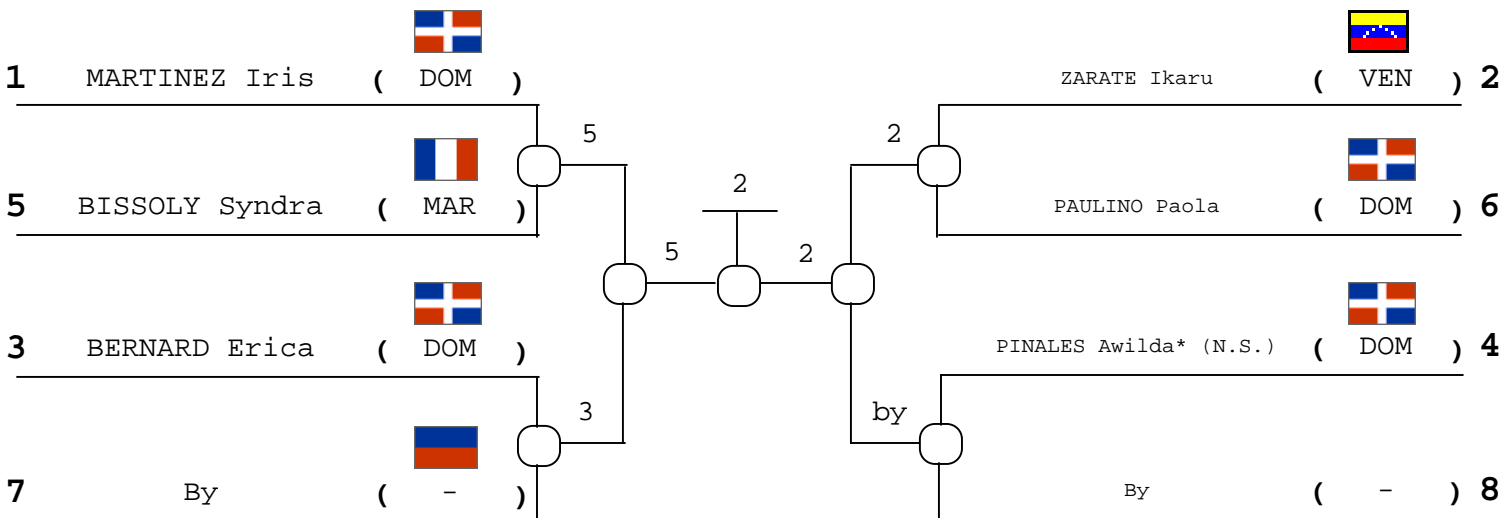 1 MARTINEZ Iris ( DOM )
ZARATE Ikaru ( VEN ) 2
5
2
5 BISSOLY Syndra ( MAR )
2
PAULINO Paola ( DOM ) 6
5
2
3 BERNARD Erica ( DOM )
PINALES Awilda* (N.S.) ( DOM ) 4
3
by
7 By ( - )
By ( - ) 8